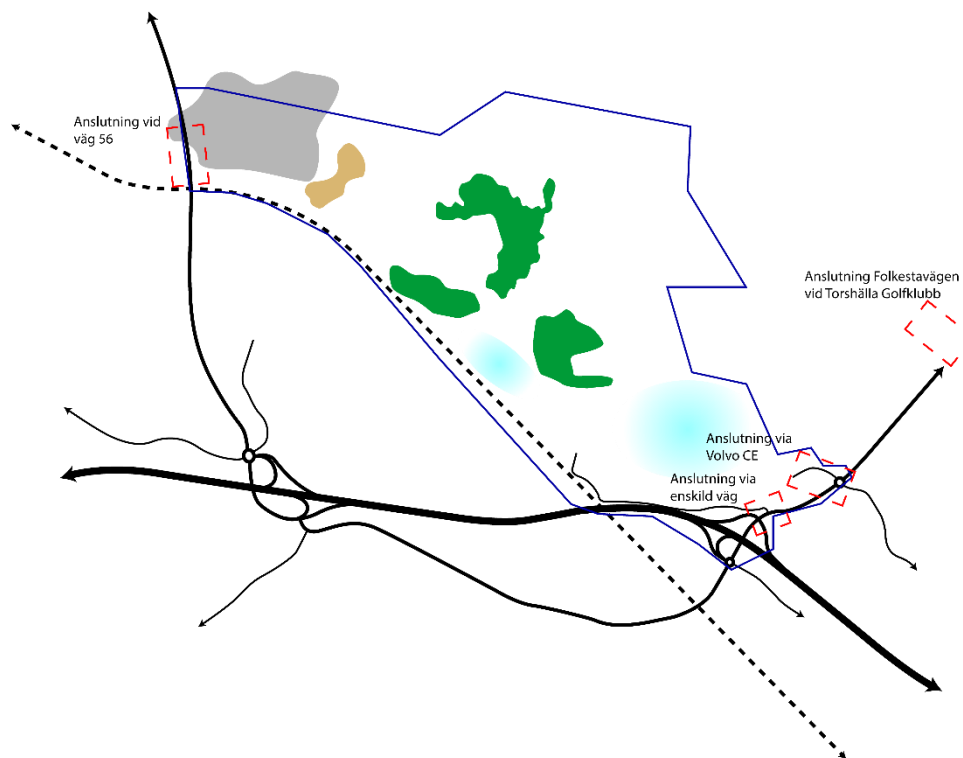 Anslutning vid
väg 56
Anslutning Folkestavägen
vid Torshälla Golfklubb
Anslutning via
Volvo CE
Anslutning via
enskild väg